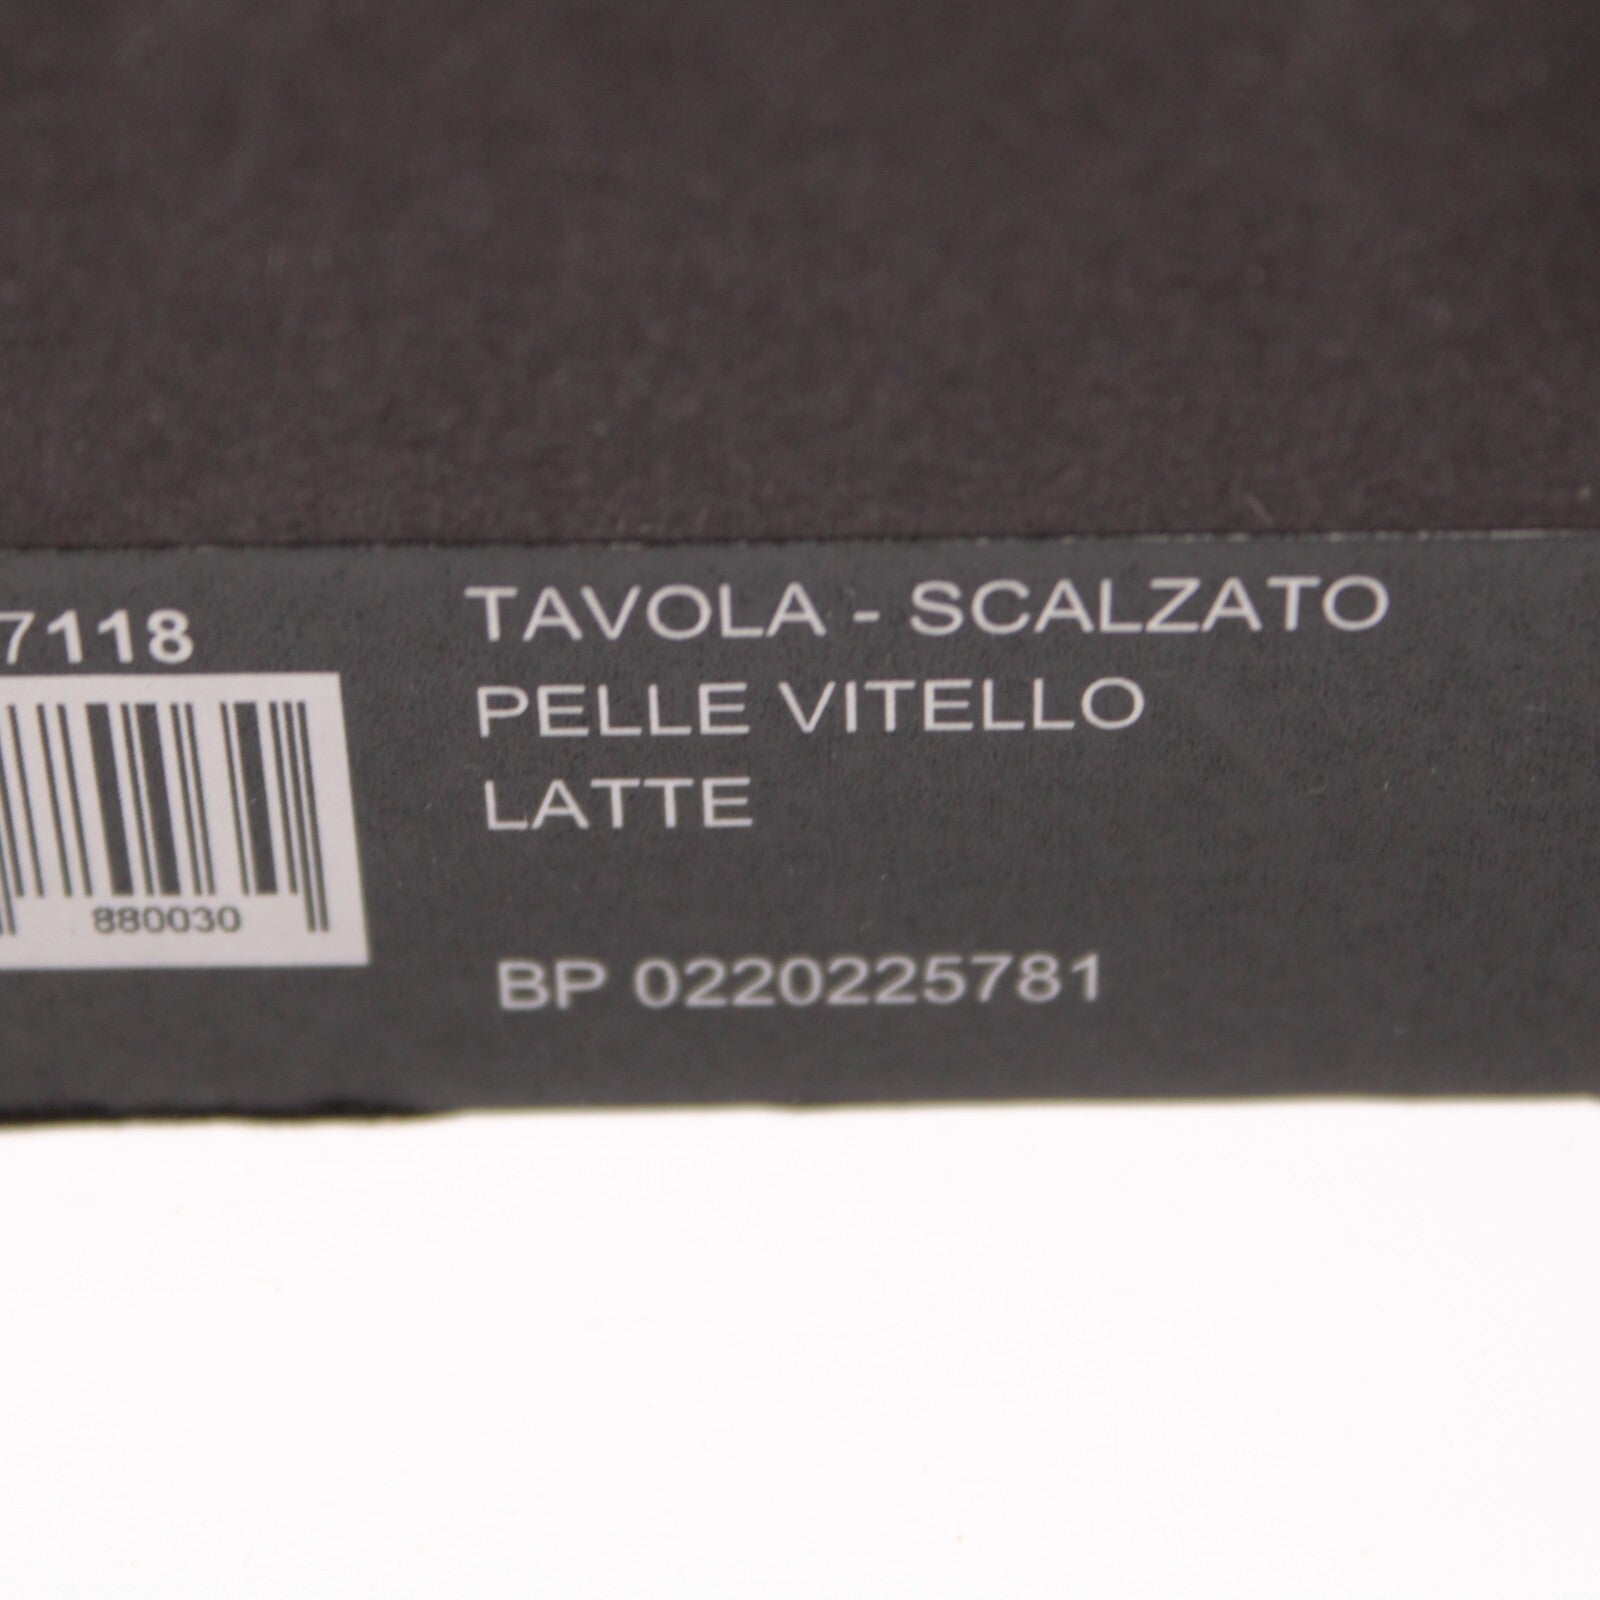 7118
880030
TAVOLA - SCALZATO
PELLE VITELLO
LATTE
BP 0220225781